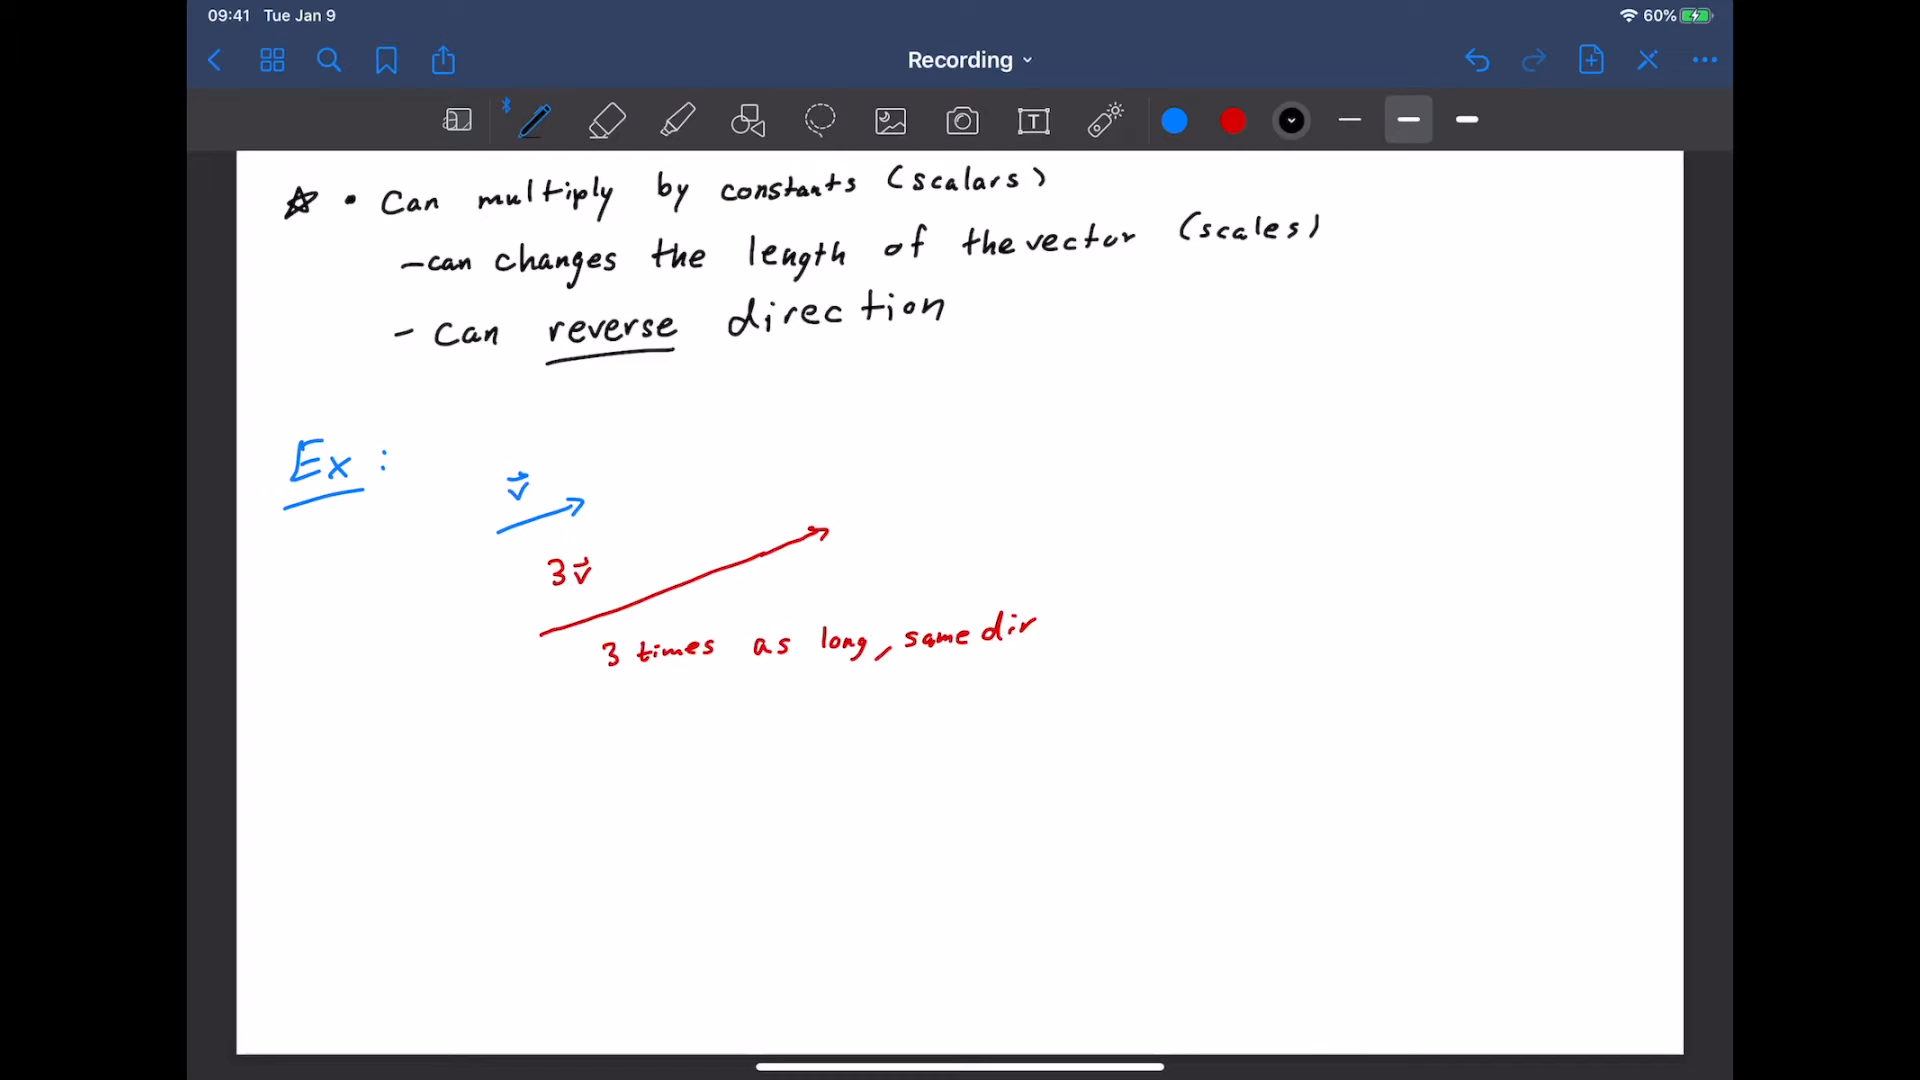 09:41 Tue Jan 9
60%
Recording
T
☆ • Can multiply by constants (scalars)
- can changes the length of the vector (scales)
- can reverse direction
Ex:
v⃗
3v⃗
3 times as long, same dir